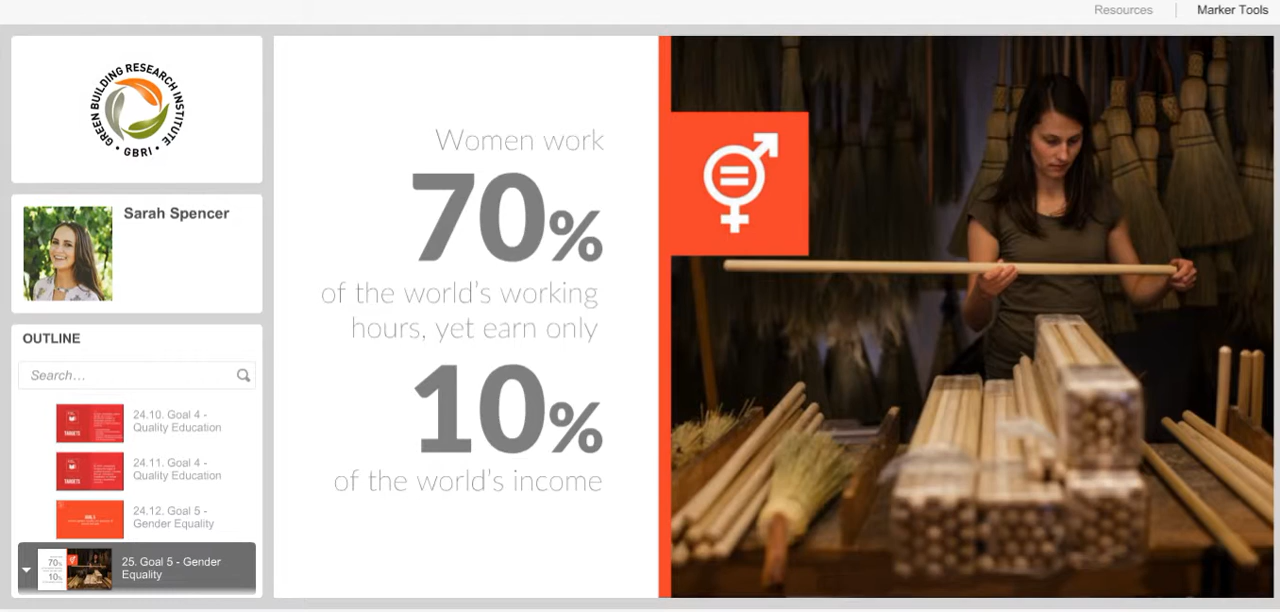 Resources | Marker Tools
GREEN BUILDING RESEARCH INSTITUTE
• GBRI •
Sarah Spencer
OUTLINE
Search...
24.10. Goal 4 -
Quality Education
24.11. Goal 4 -
Quality Education
24.12. Goal 5 -
Gender Equality
25. Goal 5 - Gender
Equality
Women work
70%
of the world's working
hours, yet earn only
10%
of the world's income